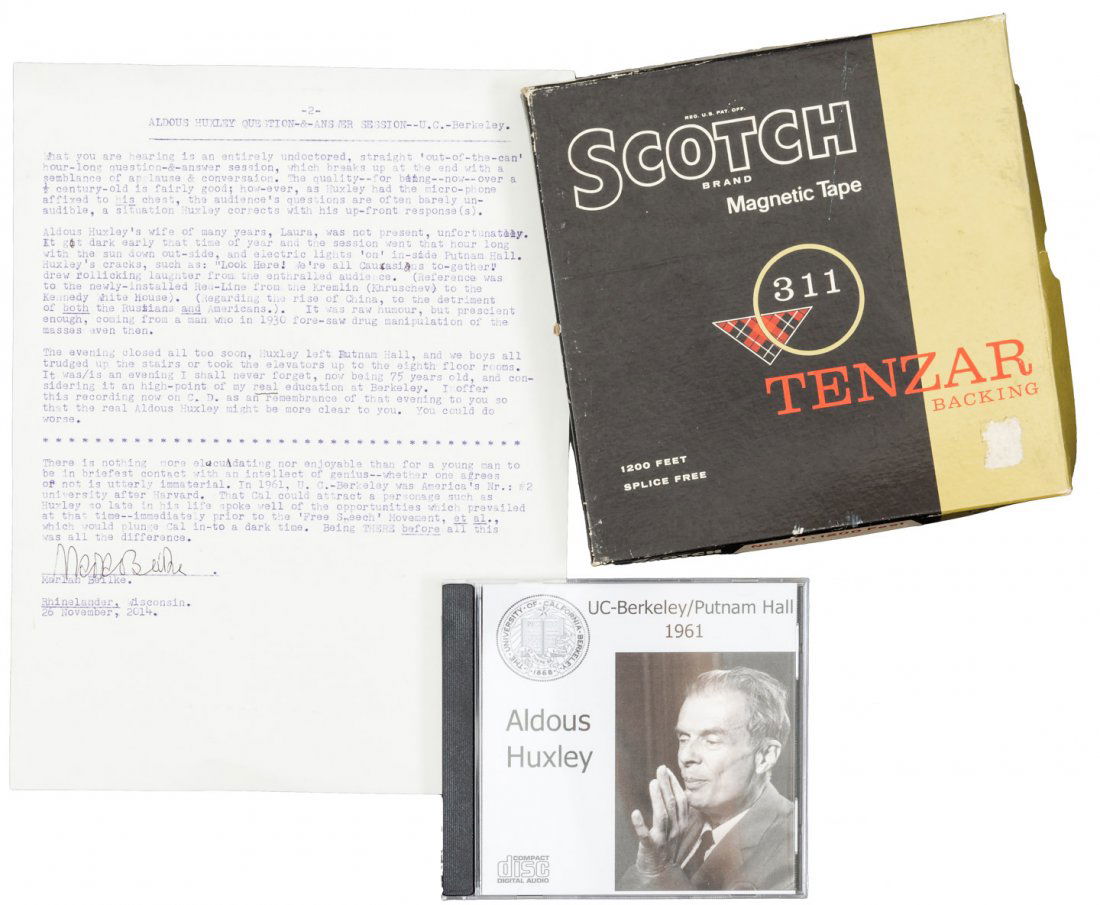 -2-
ALDOUS HUXLEY QUESTION-&-ANSWER SESSION--U.C.-Berkeley.
What you are hearing is an entirely undoctored, straight 'out-of-the-can'
hour-long question-&-answer session, which breaks up at the end with a
semblance of applause & conversation. The quality--for being--now--over a
½ century-old is fairly good; how-ever, as Huxley had the micro-phone
affixed to his chest, the audience's questions are often barely un-
audible, a situation Huxley corrects with his up-front response(s).
Aldous Huxley's wife of many years, Laura, was not present, unfortunately.
It got dark early that time of year and the session went that hour long
with the sun down out-side, and electric lights 'on' in-side Putnam Hall.
Huxley's cracks, such as: "Look Here! We're all Caucasians to-gether!"
drew rollicking laughter from the enthralled audience. (Reference was
to the newly-installed Red-Line from the Kremlin (Khruschev) to the
Kennedy White House). (Regarding the rise of China, to the detriment
of both the Russians and Americans.). It was raw humour, but prescient
enough, coming from a man who in 1930 fore-saw drug manipulation of the
masses even then.
The evening closed all too soon, Huxley left Putnam Hall, and we boys all
trudged up the stairs or took the elevators up to the eighth floor rooms.
It was/is an evening I shall never forget, now being 75 years old, and con-
sidering it an high-point of my real education at Berkeley. I offer
this recording now on C. D. as an remembrance of that evening to you so
that the real Aldous Huxley might be more clear to you. You could do
worse.
* * * * * * * * * * * * * * * * * * * * * * * * * * * * * * * * * * * * *
There is nothing more elucidating nor enjoyable than for a young man to
be in briefest contact with an intellect of genius--whether one agrees
or not is utterly immaterial. In 1961, U. C.-Berkeley was America's Nr.: #2
university after Harvard. That Cal could attract a personage such as
Huxley so late in his life spoke well of the opportunities which prevailed
at that time--immediately prior to the 'Free Speech' Movement, et al.,
which would plunge Cal in-to a dark time. Being THERE before all this
was all the difference.
Beilke.
Rhinelander, Wisconsin.
26 November, 2014.
REG. U.S. PAT. OFF.
SCOTCH
BRAND
Magnetic Tape
311
TENZAR
BACKING
1200 FEET
SPLICE FREE
UC-Berkeley/Putnam Hall
1961
THE UNIVERSITY OF CALIFORNIA BERKELEY
1868
Aldous
Huxley
COMPACT
disc
DIGITAL AUDIO